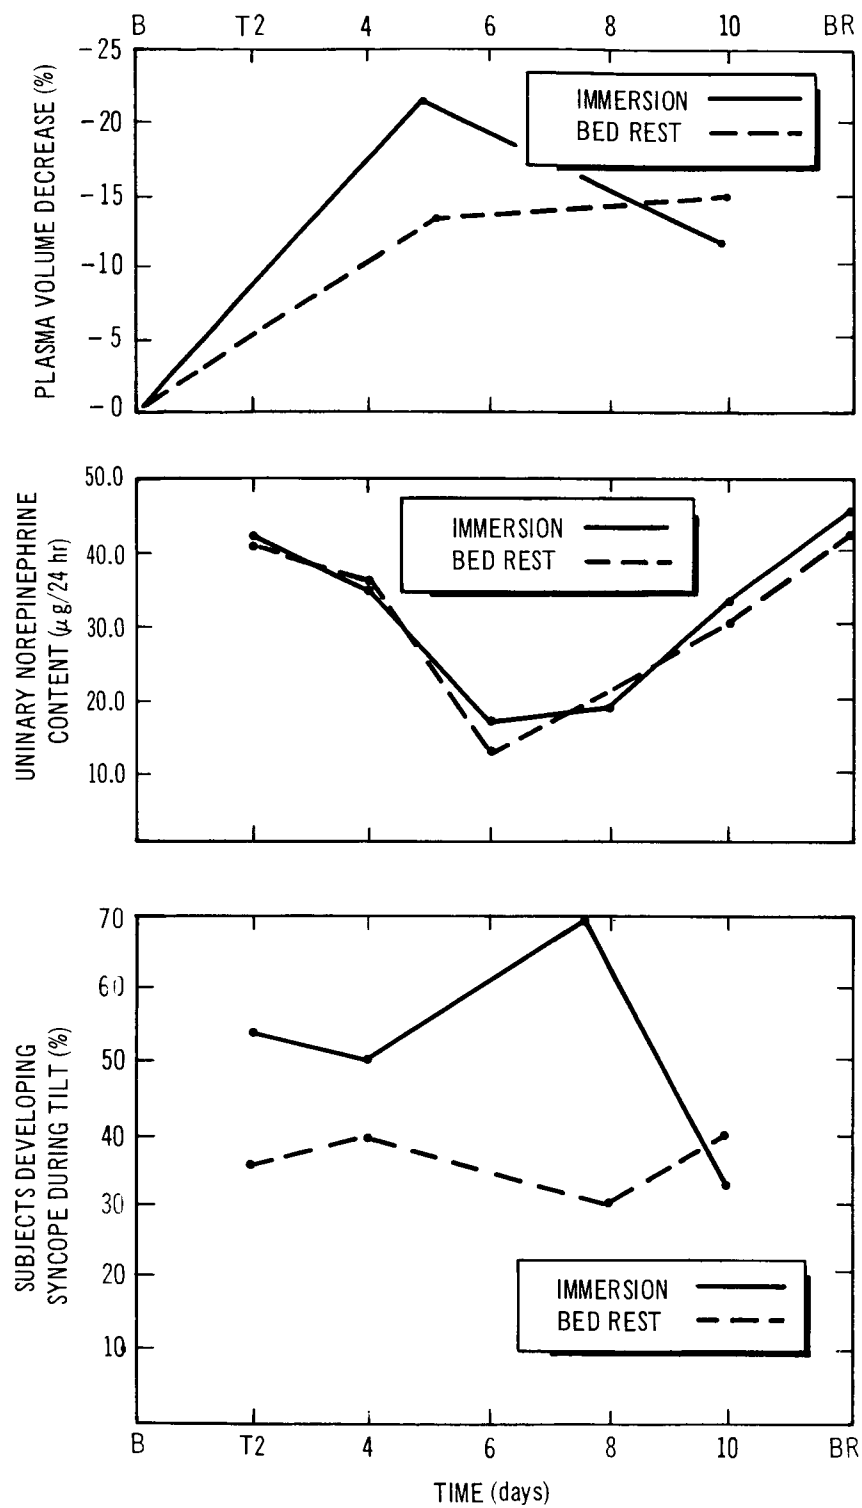 B T2 4 6 8 10 BR
PLASMA VOLUME DECREASE (%)
-25
-20
-15
-10
-5
-0
IMMERSION
BED REST
UNINARY NOREPINEPHRINE
CONTENT (μg/24 hr)
50.0
40.0
30.0
20.0
10.0
IMMERSION
BED REST
SUBJECTS DEVELOPING
SYNCOPE DURING TILT (%)
70
60
50
40
30
20
10
IMMERSION
BED REST
B T2 4 6 8 10 BR
TIME (days)